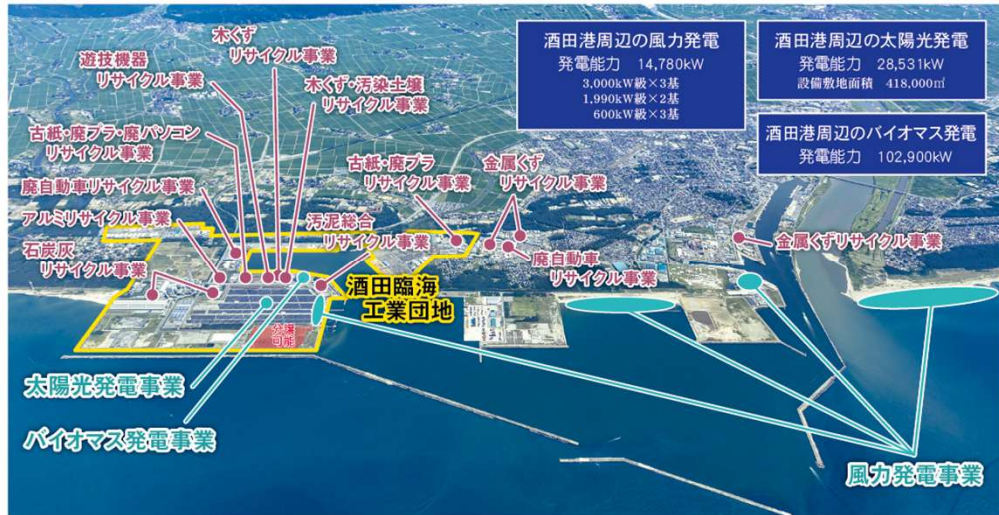 酒田港周辺の風力発電
発電能力 14,780kW
3,000kW級×3基
1,990kW級×2基
600kW級×3基
酒田港周辺の太陽光発電
発電能力 28,531kW
設備敷地面積 418,000㎡
酒田港周辺のバイオマス発電
発電能力 102,900kW
木くず
リサイクル事業
遊技機器
リサイクル事業
木くず・汚染土壌
リサイクル事業
古紙・廃プラ・廃パソコン
リサイクル事業
古紙・廃プラ
リサイクル事業
金属くず
リサイクル事業
廃自動車リサイクル事業
アルミリサイクル事業
汚泥総合
リサイクル事業
石炭灰
リサイクル事業
廃自動車
リサイクル事業
金属くずリサイクル事業
酒田臨海
工業団地
分譲
可能
太陽光発電事業
バイオマス発電事業
風力発電事業